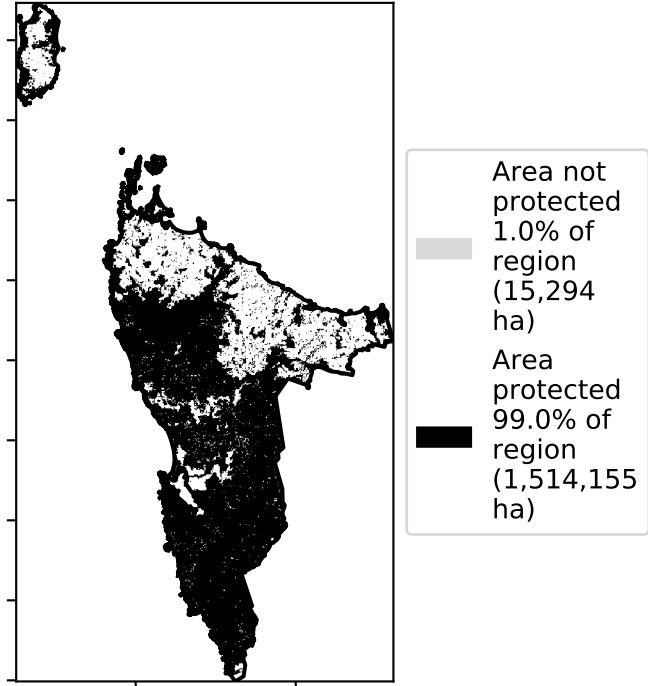 Area not
protected
1.0% of
region
(15,294
ha)
Area
protected
99.0% of
region
(1,514,155
ha)